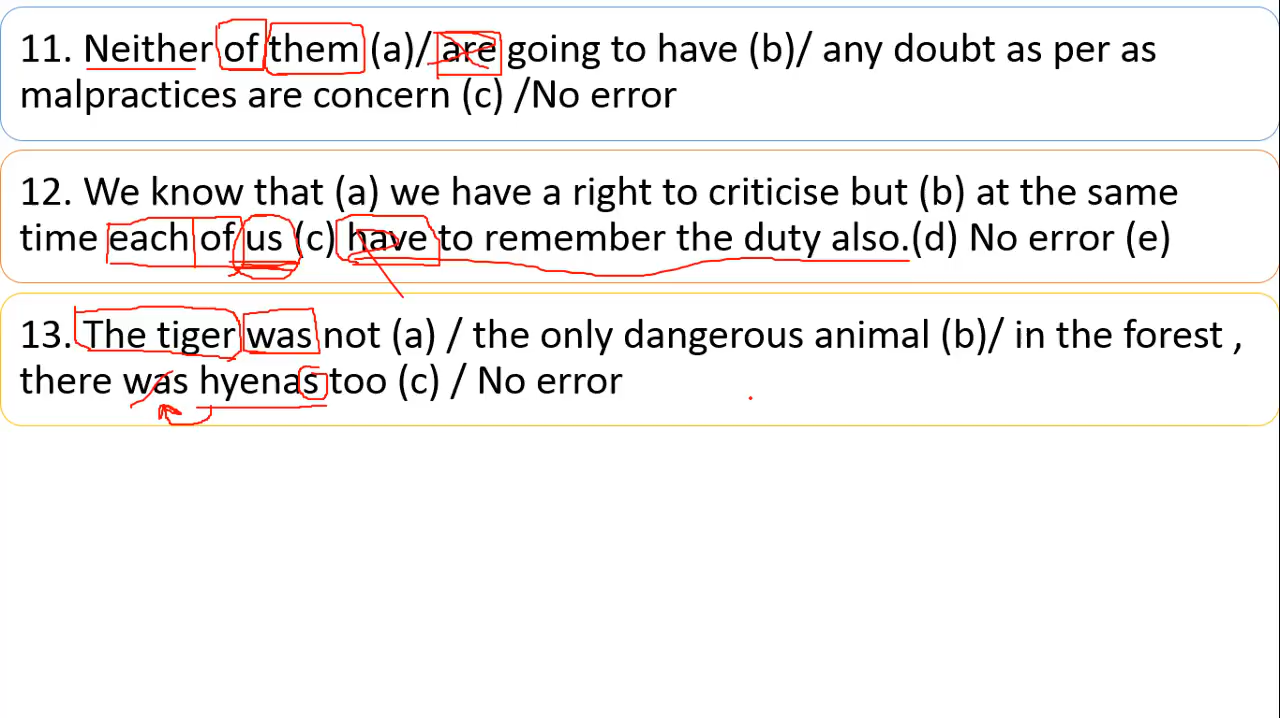 11. Neither of them (a)/ are going to have (b)/ any doubt as per as
malpractices are concern (c) /No error
12. We know that (a) we have a right to criticise but (b) at the same
time each of us (c) have to remember the duty also.(d) No error (e)
13. The tiger was not (a) / the only dangerous animal (b)/ in the forest ,
there was hyenas too (c) / No error